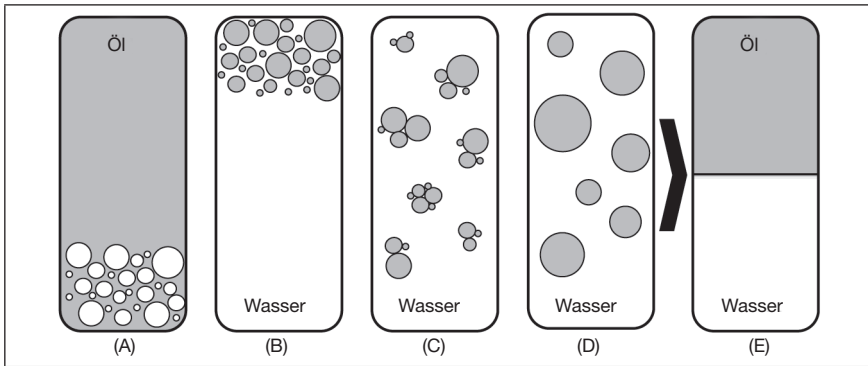 Öl
Öl
Wasser
Wasser
Wasser
Wasser
(A)
(B)
(C)
(D)
(E)